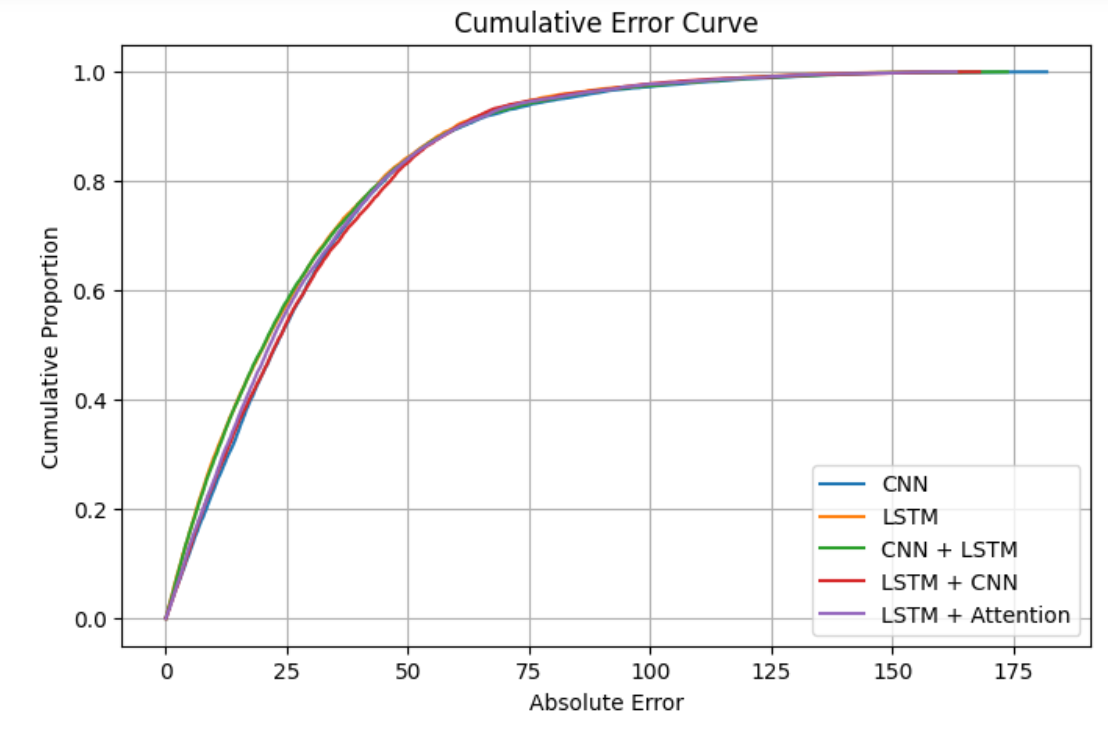 Cumulative Error Curve
Cumulative Proportion
1.0
0.8
0.6
0.4
0.2
0.0
0 25 50 75 100 125 150 175
Absolute Error
CNN
LSTM
CNN + LSTM
LSTM + CNN
LSTM + Attention